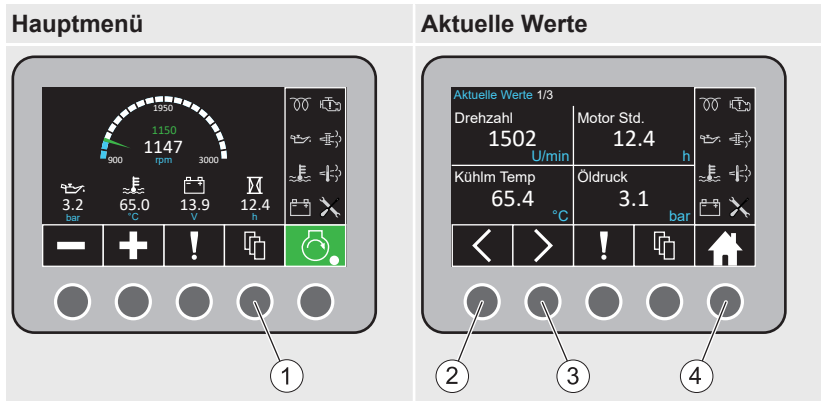 Hauptmenü
1950
1150
1147
rpm
900
3000
3.2
bar
65.0
°C
13.9
V
12.4
h
1
Aktuelle Werte
Aktuelle Werte 1/3
Drehzahl
1502
U/min
Motor Std.
12.4
h
Kühlm Temp
65.4
°C
Öldruck
3.1
bar
2
3
4